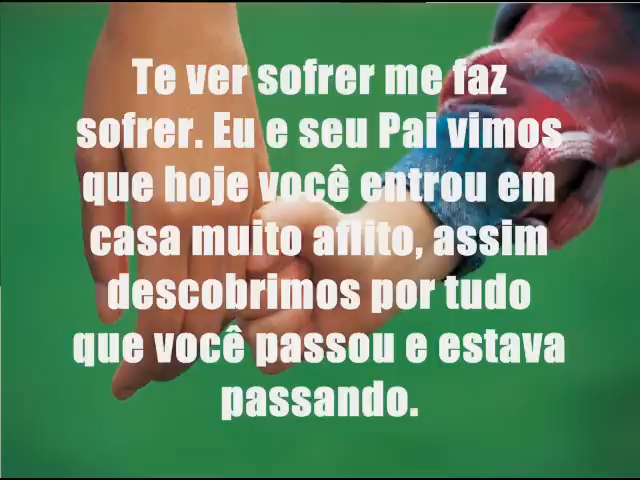 Te ver sofrer me faz
sofrer. Eu e seu Pai vimos
que hoje você entrou em
casa muito aflito, assim
descobrimos por tudo
que você passou e estava
passando.